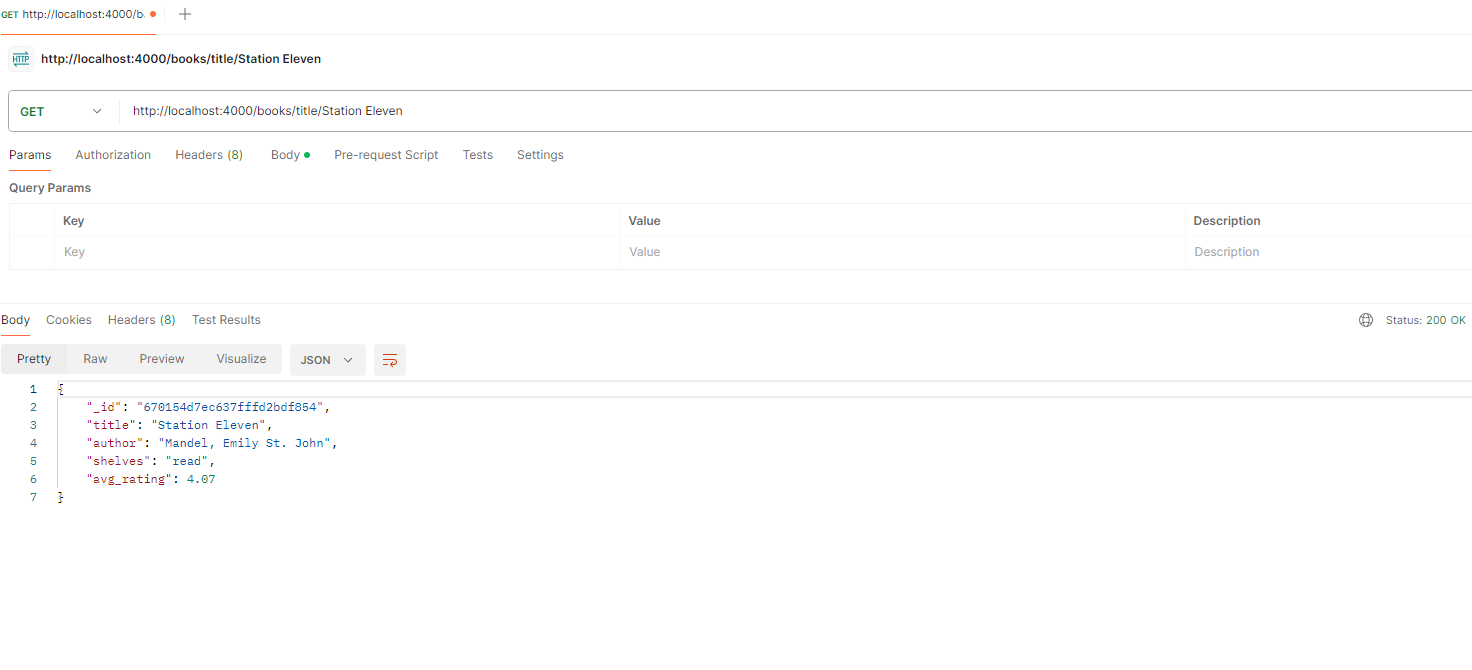 GET http://localhost:4000/b
HTTP http://localhost:4000/books/title/Station Eleven
GET http://localhost:4000/books/title/Station Eleven
Params Authorization Headers (8) Body Pre-request Script Tests Settings
Query Params
Key Value Description
Key Value Description
Body Cookies Headers (8) Test Results Status: 200 OK
Pretty Raw Preview Visualize JSON
1 {
2 "_id": "670154d7ec637fffd2bdf854",
3 "title": "Station Eleven",
4 "author": "Mandel, Emily St. John",
5 "shelves": "read",
6 "avg_rating": 4.07
7 }